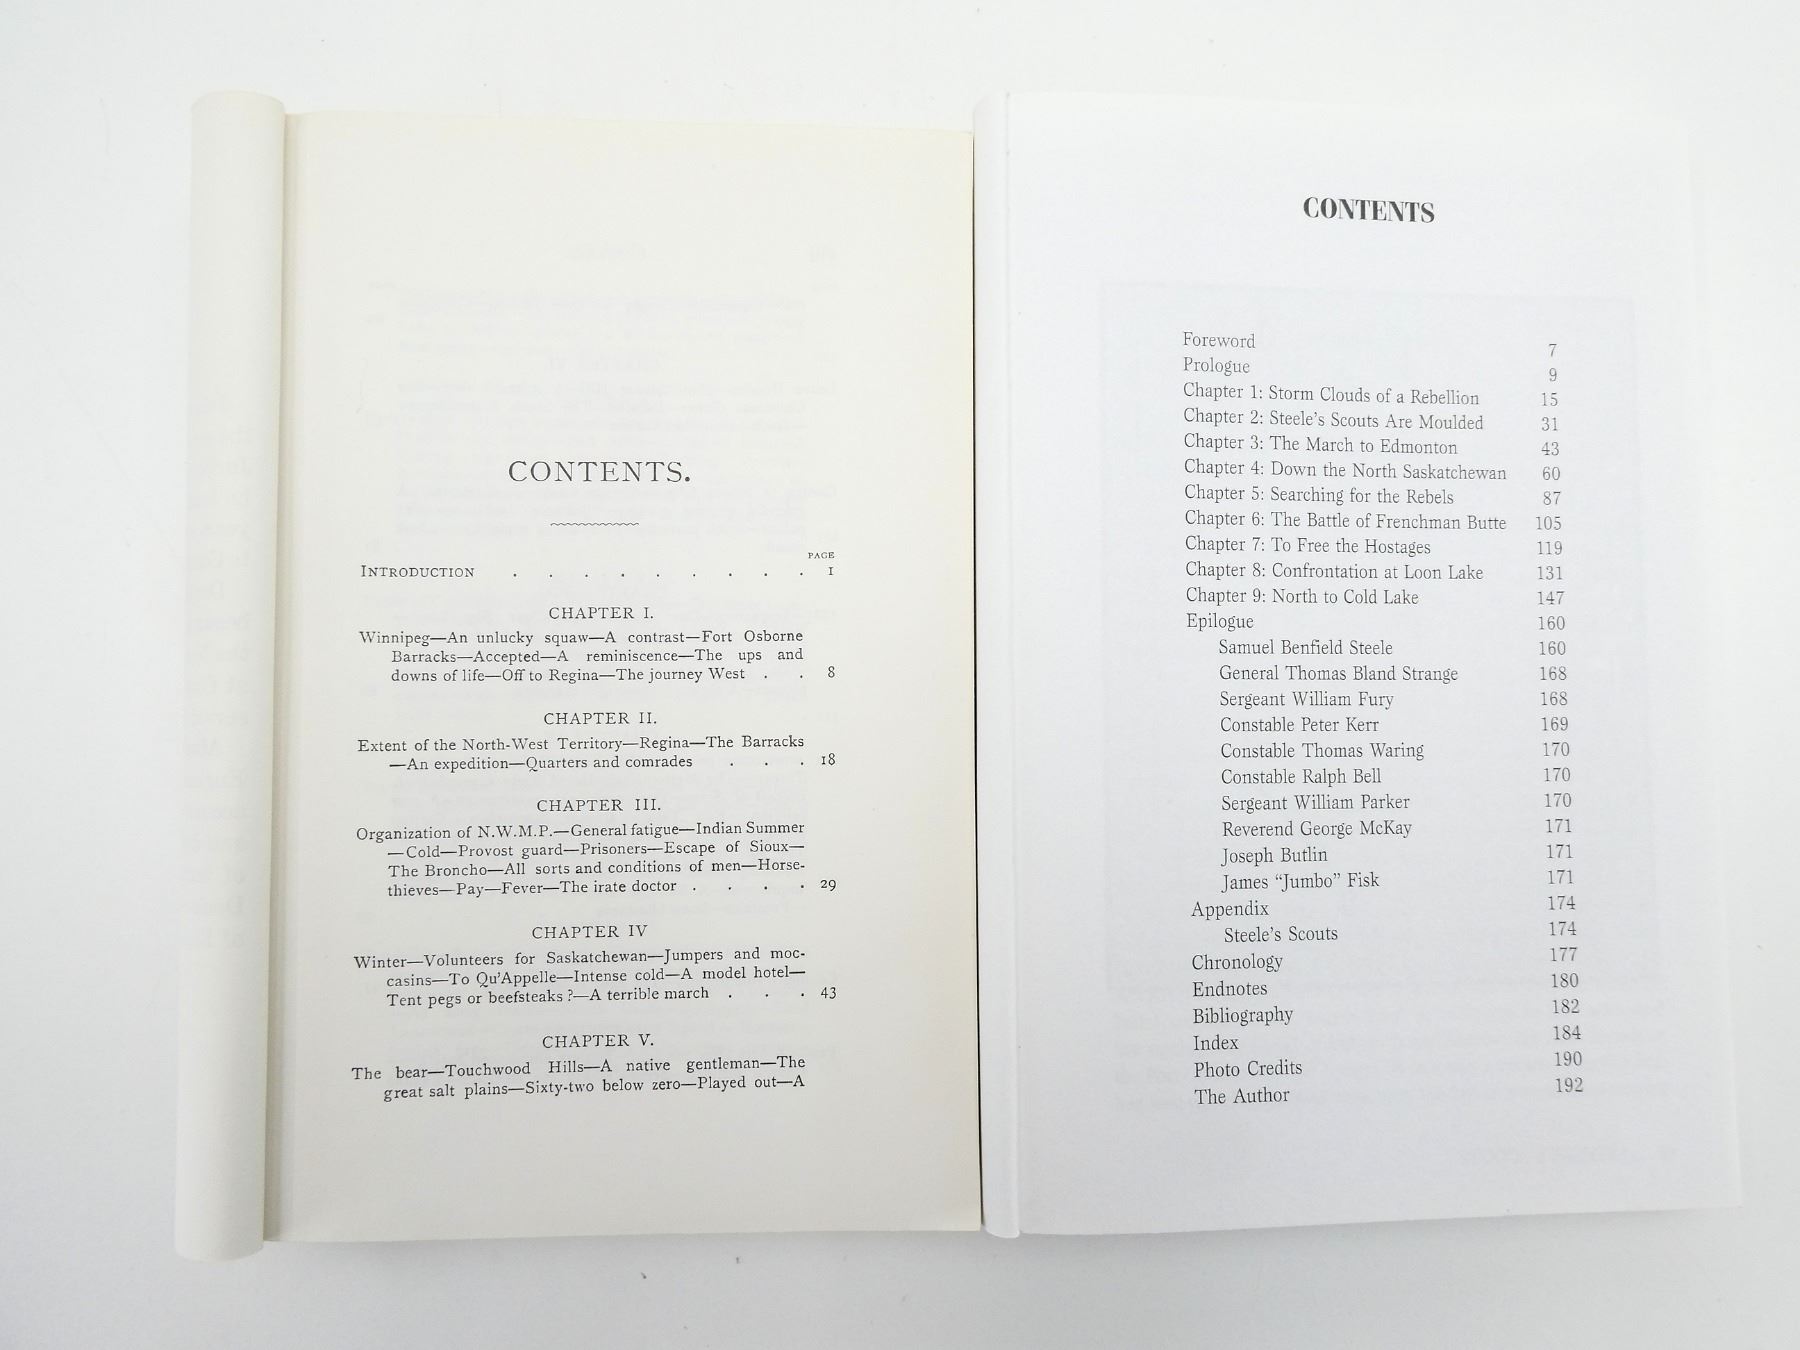 CONTENTS.
PAGE
INTRODUCTION . . . . . . . . . 1
CHAPTER I.
Winnipeg—An unlucky squaw—A contrast—Fort Osborne
Barracks—Accepted—A reminiscence—The ups and
downs of life—Off to Regina—The journey West . . 8
CHAPTER II.
Extent of the North-West Territory—Regina—The Barracks
—An expedition—Quarters and comrades . . . 18
CHAPTER III.
Organization of N.W.M.P.—General fatigue—Indian Summer
—Cold—Provost guard—Prisoners—Escape of Sioux—
The Broncho—All sorts and conditions of men—Horse-
thieves—Pay—Fever—The irate doctor . . . . 29
CHAPTER IV
Winter—Volunteers for Saskatchewan—Jumpers and moc-
casins—To Qu'Appelle—Intense cold—A model hotel—
Tent pegs or beefsteaks ?—A terrible march . . . 43
CHAPTER V.
The bear—Touchwood Hills—A native gentleman—The
great salt plains—Sixty-two below zero—Played out—A
CONTENTS
Foreword 7
Prologue 9
Chapter 1: Storm Clouds of a Rebellion 15
Chapter 2: Steele's Scouts Are Moulded 31
Chapter 3: The March to Edmonton 43
Chapter 4: Down the North Saskatchewan 60
Chapter 5: Searching for the Rebels 87
Chapter 6: The Battle of Frenchman Butte 105
Chapter 7: To Free the Hostages 119
Chapter 8: Confrontation at Loon Lake 131
Chapter 9: North to Cold Lake 147
Epilogue 160
Samuel Benfield Steele 160
General Thomas Bland Strange 168
Sergeant William Fury 168
Constable Peter Kerr 169
Constable Thomas Waring 170
Constable Ralph Bell 170
Sergeant William Parker 170
Reverend George McKay 171
Joseph Butlin 171
James "Jumbo" Fisk 171
Appendix 174
Steele's Scouts 174
Chronology 177
Endnotes 180
Bibliography 182
Index 184
Photo Credits 190
The Author 192